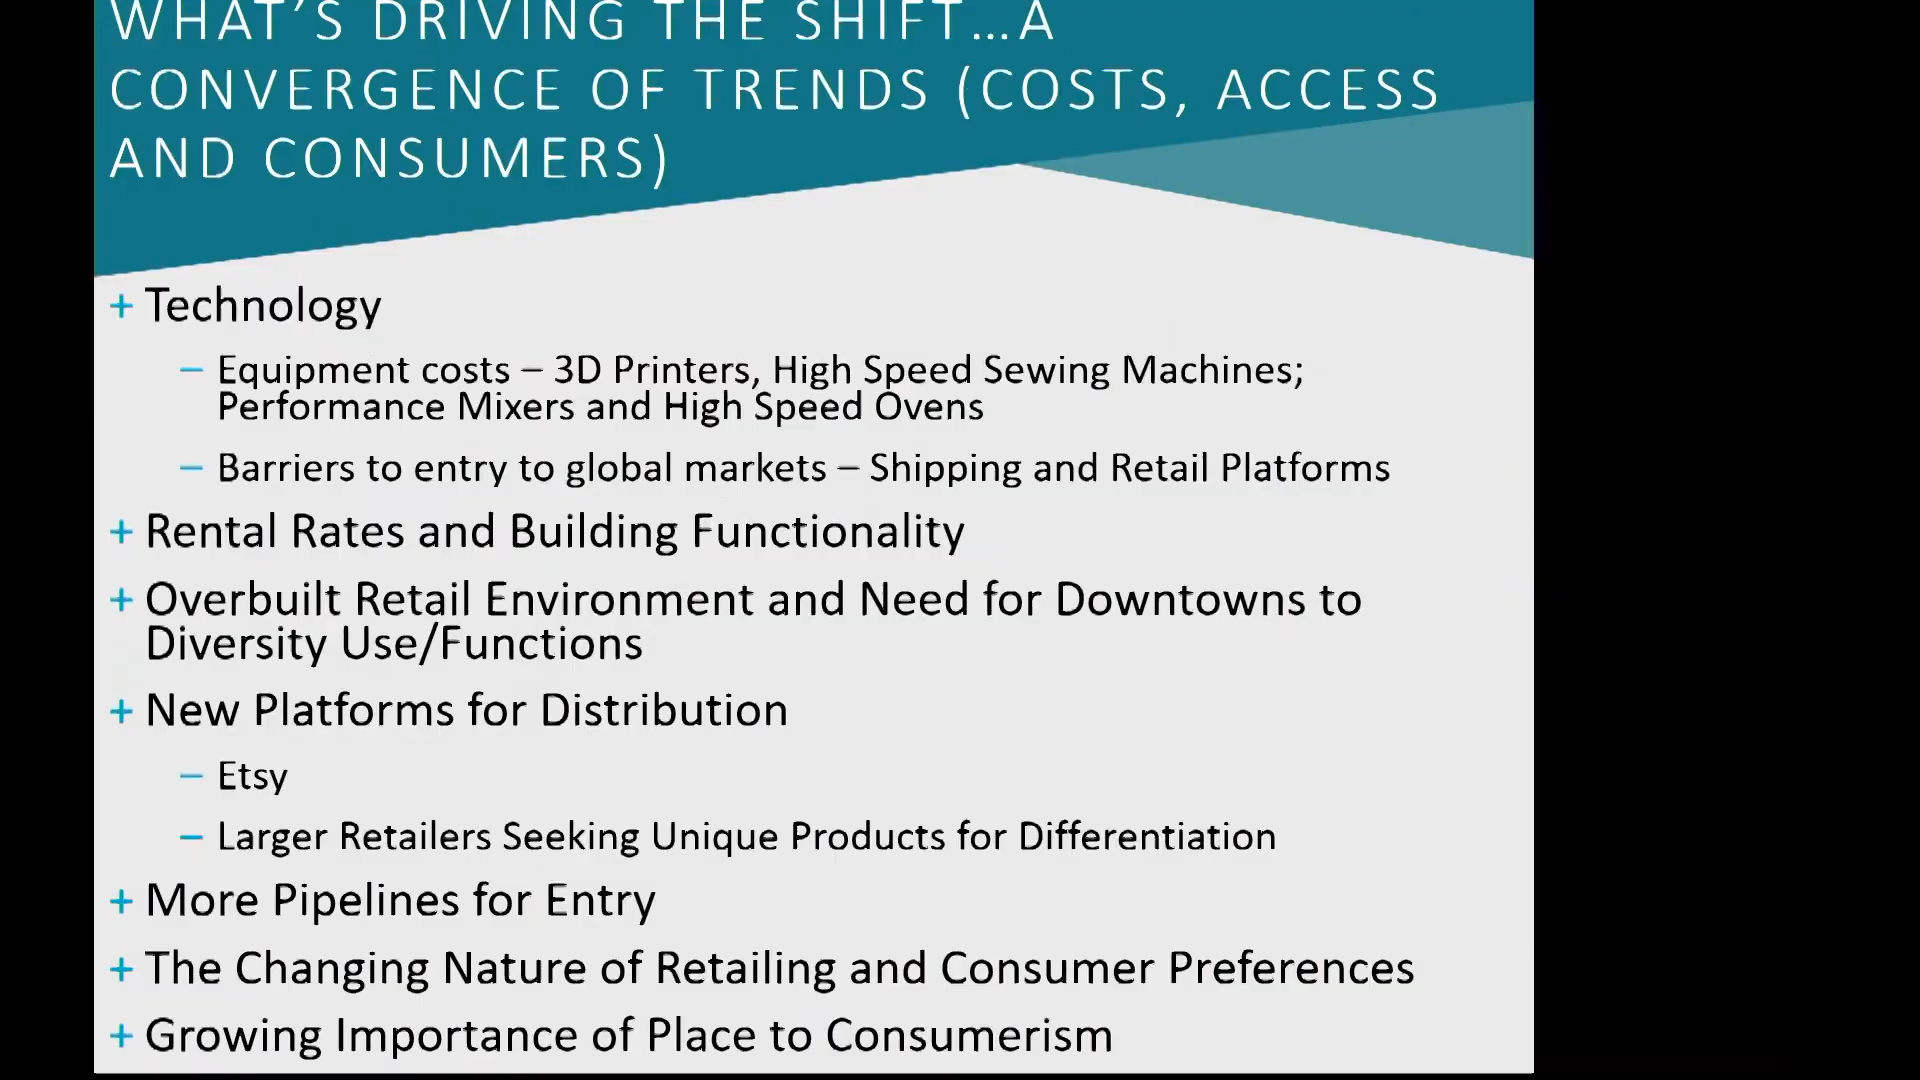 WHAT'S DRIVING THE SHIFT...A
CONVERGENCE OF TRENDS (COSTS, ACCESS
AND CONSUMERS)
+ Technology
– Equipment costs – 3D Printers, High Speed Sewing Machines;
Performance Mixers and High Speed Ovens
– Barriers to entry to global markets – Shipping and Retail Platforms
+ Rental Rates and Building Functionality
+ Overbuilt Retail Environment and Need for Downtowns to
Diversity Use/Functions
+ New Platforms for Distribution
– Etsy
– Larger Retailers Seeking Unique Products for Differentiation
+ More Pipelines for Entry
+ The Changing Nature of Retailing and Consumer Preferences
+ Growing Importance of Place to Consumerism